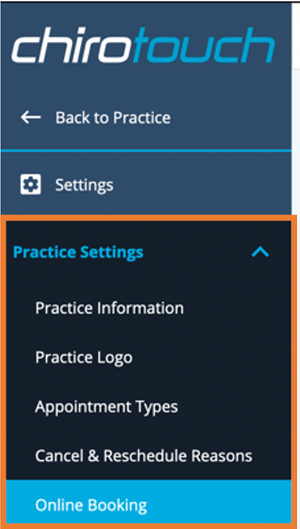 chirotouch
Back to Practice
Settings
Practice Settings
Practice Information
Practice Logo
Appointment Types
Cancel & Reschedule Reasons
Online Booking